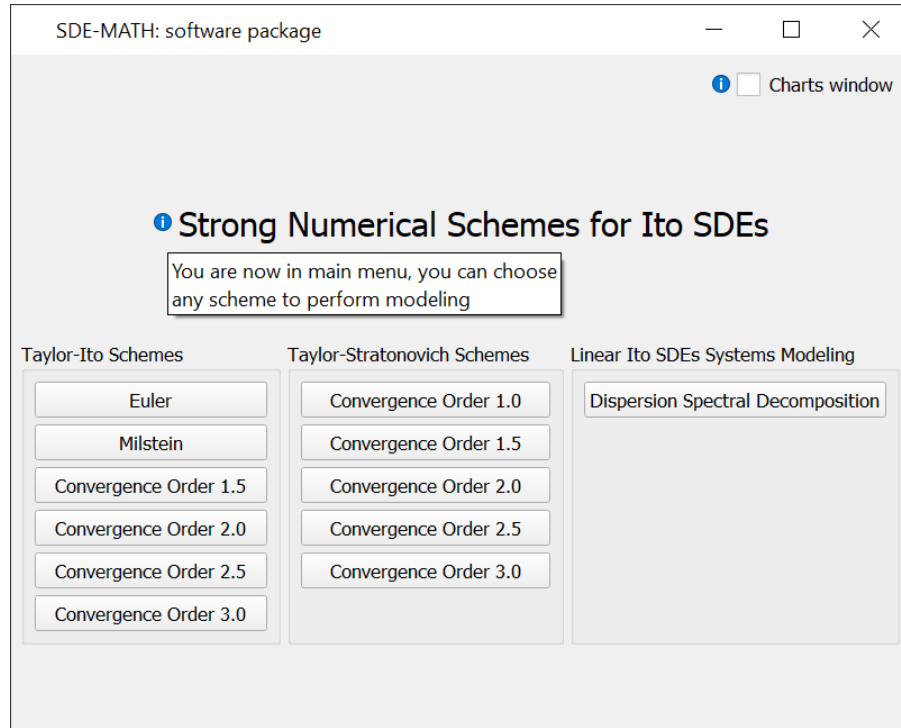 SDE-MATH: software package
Charts window
Strong Numerical Schemes for Ito SDEs
You are now in main menu, you can choose
any scheme to perform modeling
Taylor-Ito Schemes
Euler
Milstein
Convergence Order 1.5
Convergence Order 2.0
Convergence Order 2.5
Convergence Order 3.0
Taylor-Stratonovich Schemes
Convergence Order 1.0
Convergence Order 1.5
Convergence Order 2.0
Convergence Order 2.5
Convergence Order 3.0
Linear Ito SDEs Systems Modeling
Dispersion Spectral Decomposition